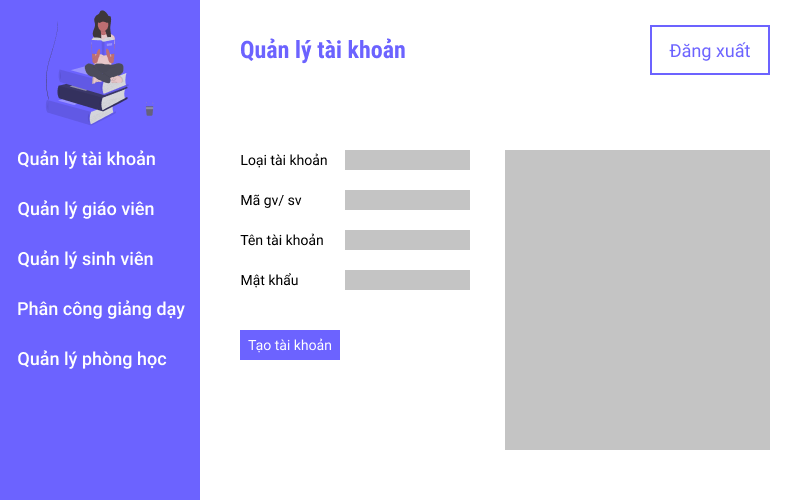 Quản lý tài khoản
Đăng xuất
Quản lý tài khoản
Quản lý giáo viên
Quản lý sinh viên
Phân công giảng dạy
Quản lý phòng học
Loại tài khoản
Mã gv/ sv
Tên tài khoản
Mật khẩu
Tạo tài khoản